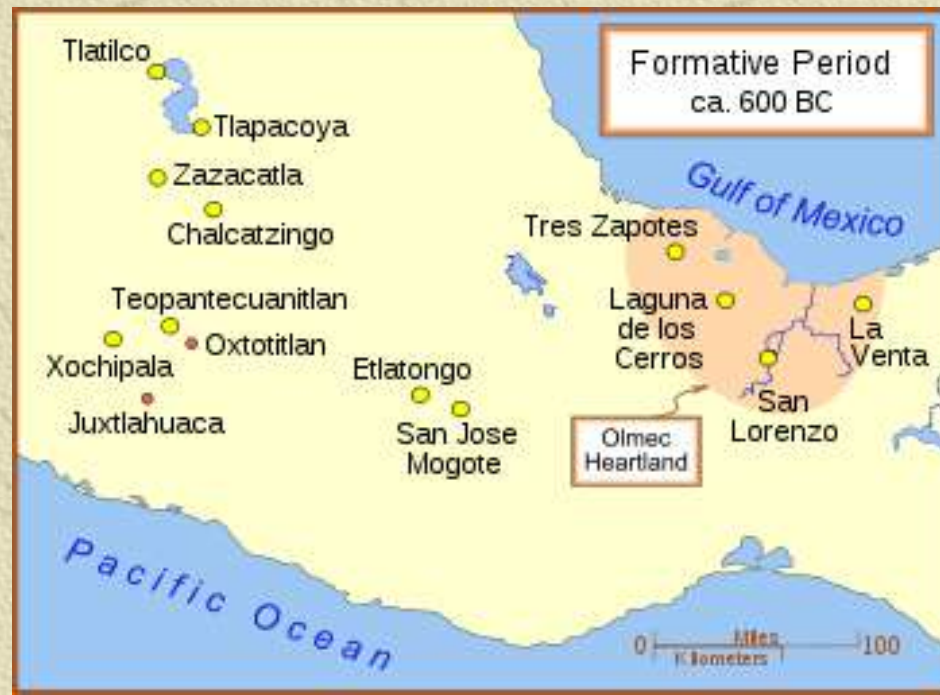 Formative Period
ca. 600 BC
Tlatilco
Tlapacoya
Zazacatla
Chalcatzingo
Gulf of Mexico
Tres Zapotes
Laguna
de los
Cerros
La
Venta
San
Lorenzo
Olmec
Heartland
Teopantecuanitlan
Oxtotitlan
Xochipala
Juxtlahuaca
Etlatongo
San Jose
Mogote
Pacific Ocean
0 Miles 100
Kilometers